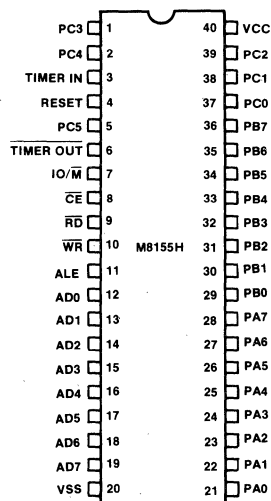 PC3 1 40 VCC
PC4 2 39 PC2
TIMER IN 3 38 PC1
RESET 4 37 PC0
PC5 5 36 PB7
TIMER OUT 6 35 PB6
IO/M 7 34 PB5
CE 8 33 PB4
RD 9 32 PB3
WR 10 M8155H 31 PB2
ALE 11 30 PB1
AD0 12 29 PB0
AD1 13 28 PA7
AD2 14 27 PA6
AD3 15 26 PA5
AD4 16 25 PA4
AD5 17 24 PA3
AD6 18 23 PA2
AD7 19 22 PA1
VSS 20 21 PA0